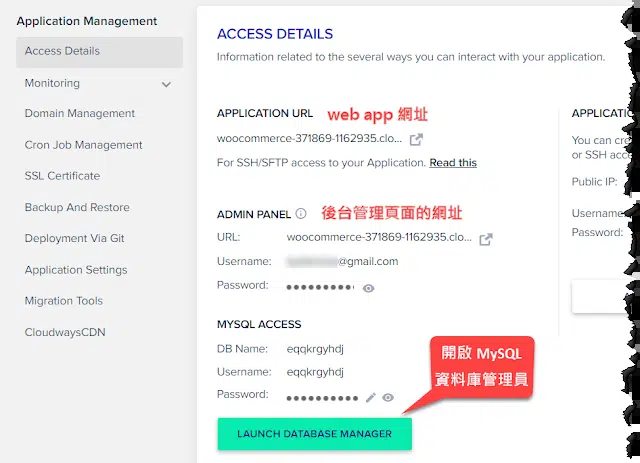 Application Management
Access Details
Monitoring
Domain Management
Cron Job Management
SSL Certificate
Backup And Restore
Deployment Via Git
Application Settings
Migration Tools
CloudwaysCDN
ACCESS DETAILS
Information related to the several ways you can interact with your application.
APPLICATION URL web app 網址
woocommerce-371869-1162935.clo...
For SSH/SFTP access to your Application. Read this
ADMIN PANEL 後台管理頁面的網址
URL: woocommerce-371869-1162935.clo...
Username: @gmail.com
Password: ••••••••••
MYSQL ACCESS
DB Name: eqqkrgyhdj
Username: eqqkrgyhdj
Password: ••••••••••
LAUNCH DATABASE MANAGER
開啟 MySQL
資料庫管理員
APPLICATIO
You can cre
or SSH acce
Public IP:
Username
Password: